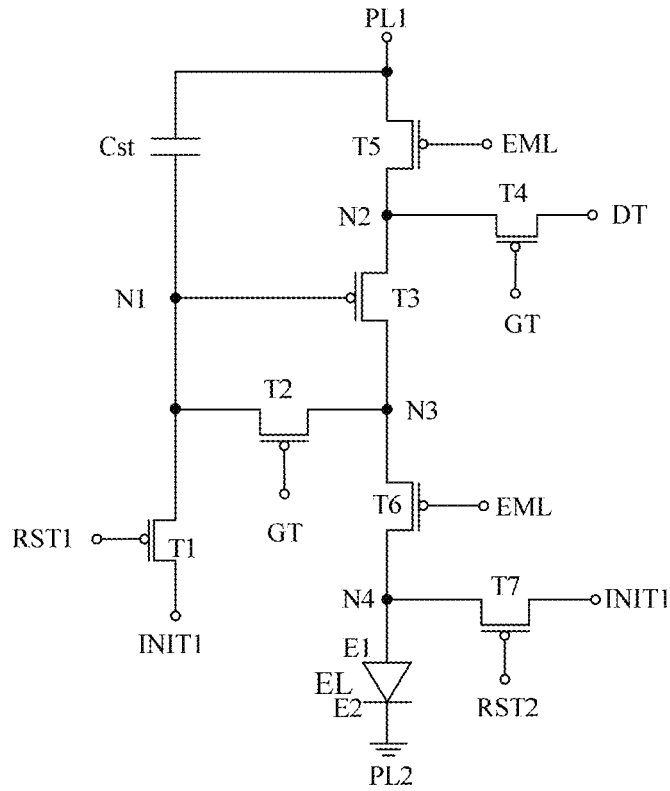 PL1
Cst
T5
EML
T4
N2
DT
N1
T3
GT
T2
N3
T6
EML
RST1
T1
GT
N4
T7
INIT1
INIT1
E1
EL
E2
RST2
PL2